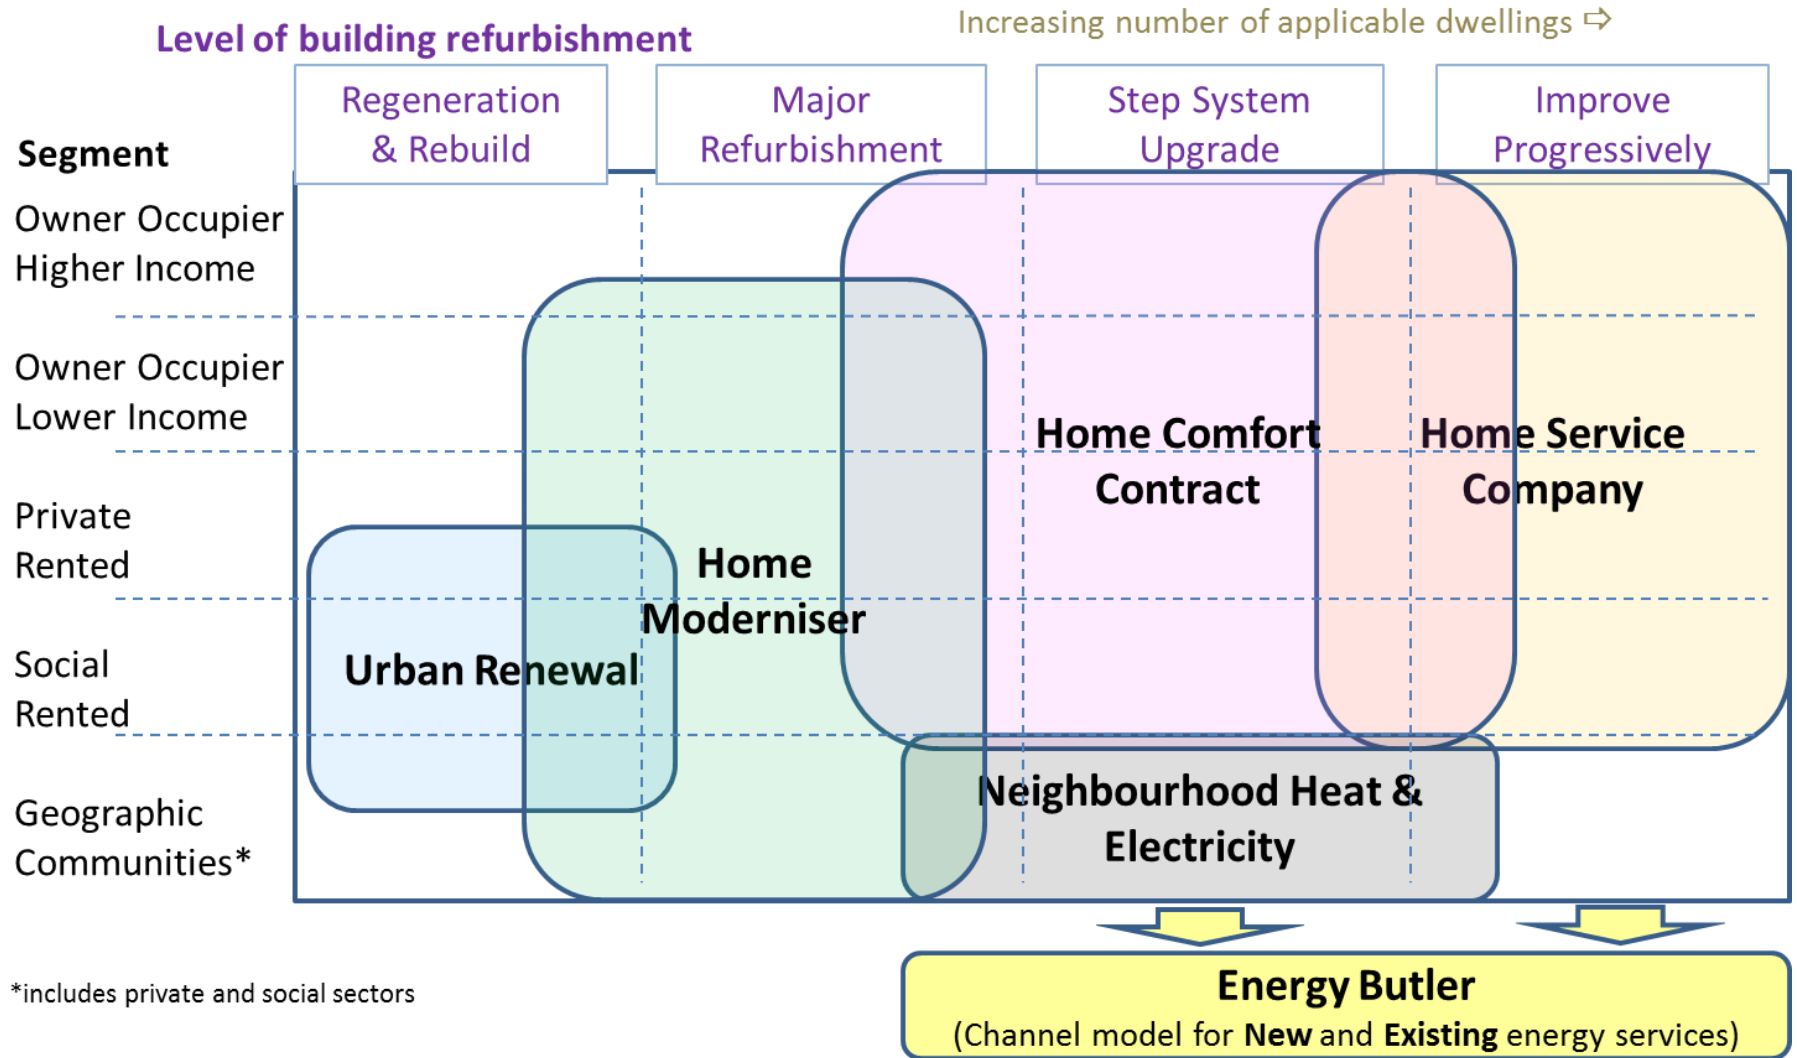 Increasing number of applicable dwellings ⇨
Level of building refurbishment
Regeneration
& Rebuild
Major
Refurbishment
Step System
Upgrade
Improve
Progressively
Segment
Owner Occupier
Higher Income
Owner Occupier
Lower Income
Private
Rented
Social
Rented
Geographic
Communities*
Home Comfort
Contract
Home Service
Company
Home
Moderniser
Urban Renewal
Neighbourhood Heat &
Electricity
*includes private and social sectors
Energy Butler
(Channel model for New and Existing energy services)